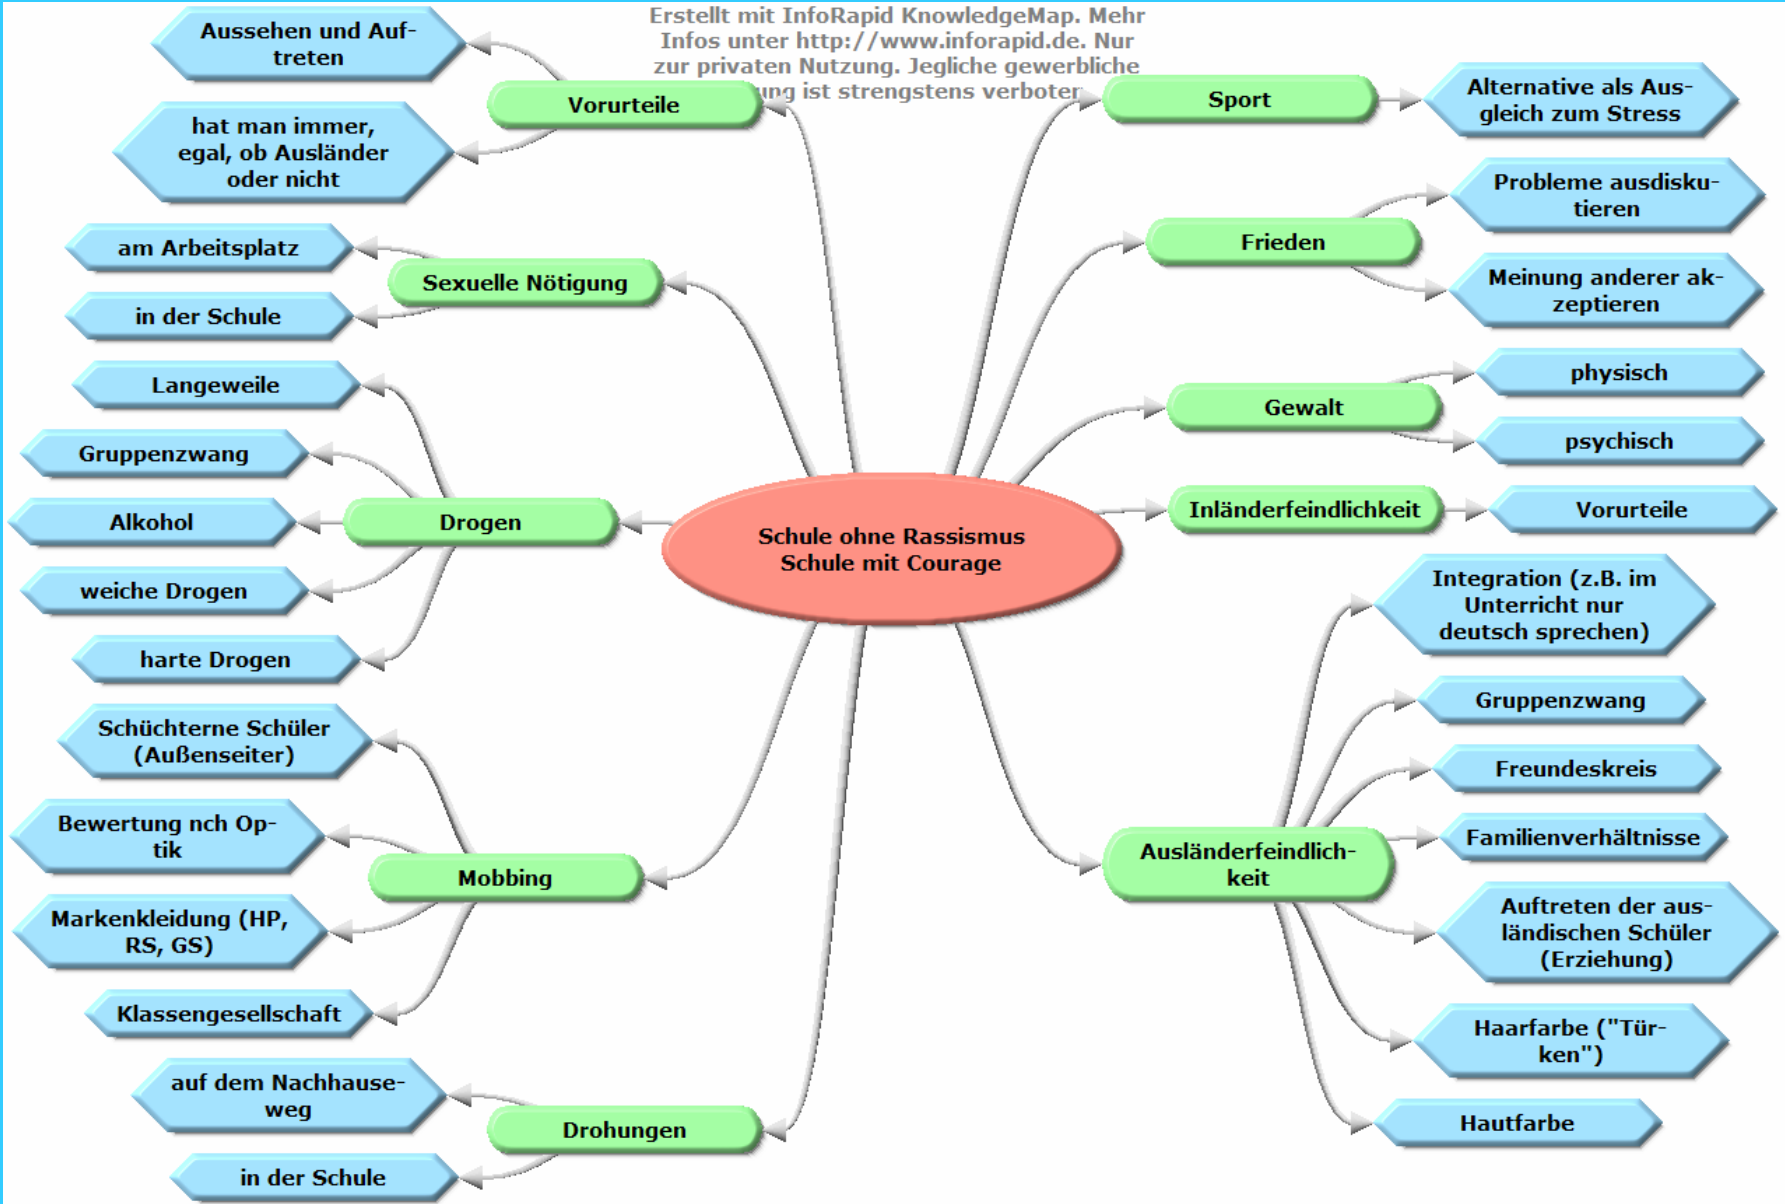 Erstellt mit InfoRapid KnowledgeMap. Mehr
Infos unter http://www.inforapid.de. Nur
zur privaten Nutzung. Jegliche gewerbliche
ist strengstens verboten
Schule ohne Rassismus
Schule mit Courage
Vorurteile
Aussehen und Auf-
treten
hat man immer,
egal, ob Ausländer
oder nicht
Sexuelle Nötigung
am Arbeitsplatz
in der Schule
Drogen
Langeweile
Gruppenzwang
Alkohol
weiche Drogen
harte Drogen
Mobbing
Schüchterne Schüler
(Außenseiter)
Bewertung nch Op-
tik
Markenkleidung (HP,
RS, GS)
Klassengesellschaft
Drohungen
auf dem Nachhause-
weg
in der Schule
Sport
Alternative als Aus-
gleich zum Stress
Frieden
Probleme ausdisku-
tieren
Meinung anderer ak-
zeptieren
Gewalt
physisch
psychisch
Inländerfeindlichkeit
Vorurteile
Ausländerfeindlich-
keit
Integration (z.B. im
Unterricht nur
deutsch sprechen)
Gruppenzwang
Freundeskreis
Familienverhältnisse
Auftreten der aus-
ländischen Schüler
(Erziehung)
Haarfarbe ("Tür-
ken")
Hautfarbe